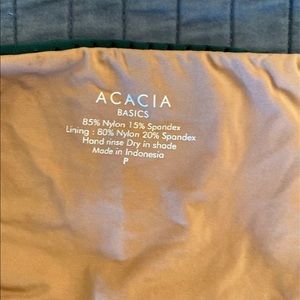 ACACIA
BASICS
85% Nylon 15% Spandex
Lining : 80% Nylon 20% Spandex
Hand rinse Dry in shade
Made in Indonesia
P